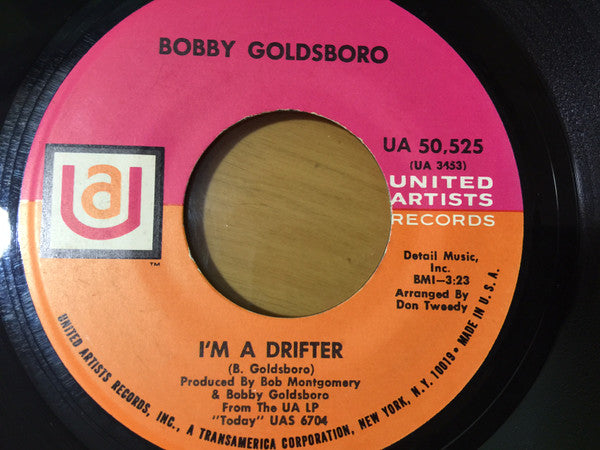 BOBBY GOLDSBORO
UA 50,525
(UA 3453)
UNITED
ARTISTS
RECORDS
ua
TM
Detail Music,
Inc.
BMI-3:23
Arranged By
Don Tweedy
I'M A DRIFTER
(B. Goldsboro)
Produced By Bob Montgomery
& Bobby Goldsboro
From The UA LP
"Today" UAS 6704
UNITED ARTISTS RECORDS, INC., A TRANSAMERICA CORPORATION, NEW YORK, N.Y. 10019 • MADE IN U.S.A.